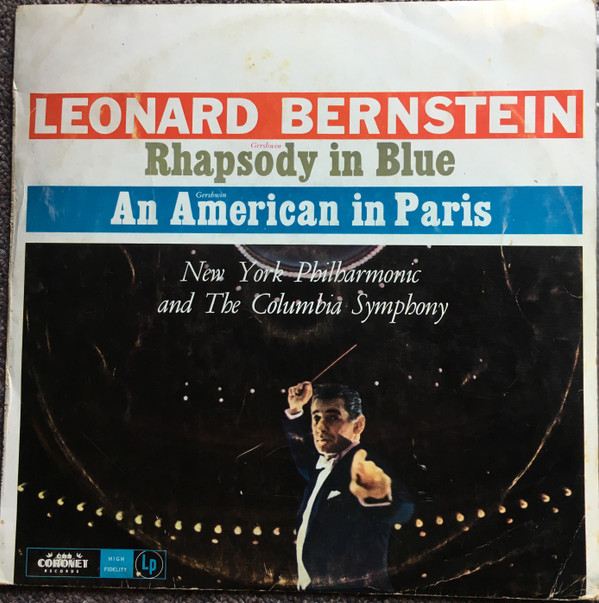 LEONARD BERNSTEIN
Gershwin
Rhapsody in Blue
Gershwin
An American in Paris
New York Philharmonic
and The Columbia Symphony
CORONET
RECORDS
HIGH
FIDELITY
Lp